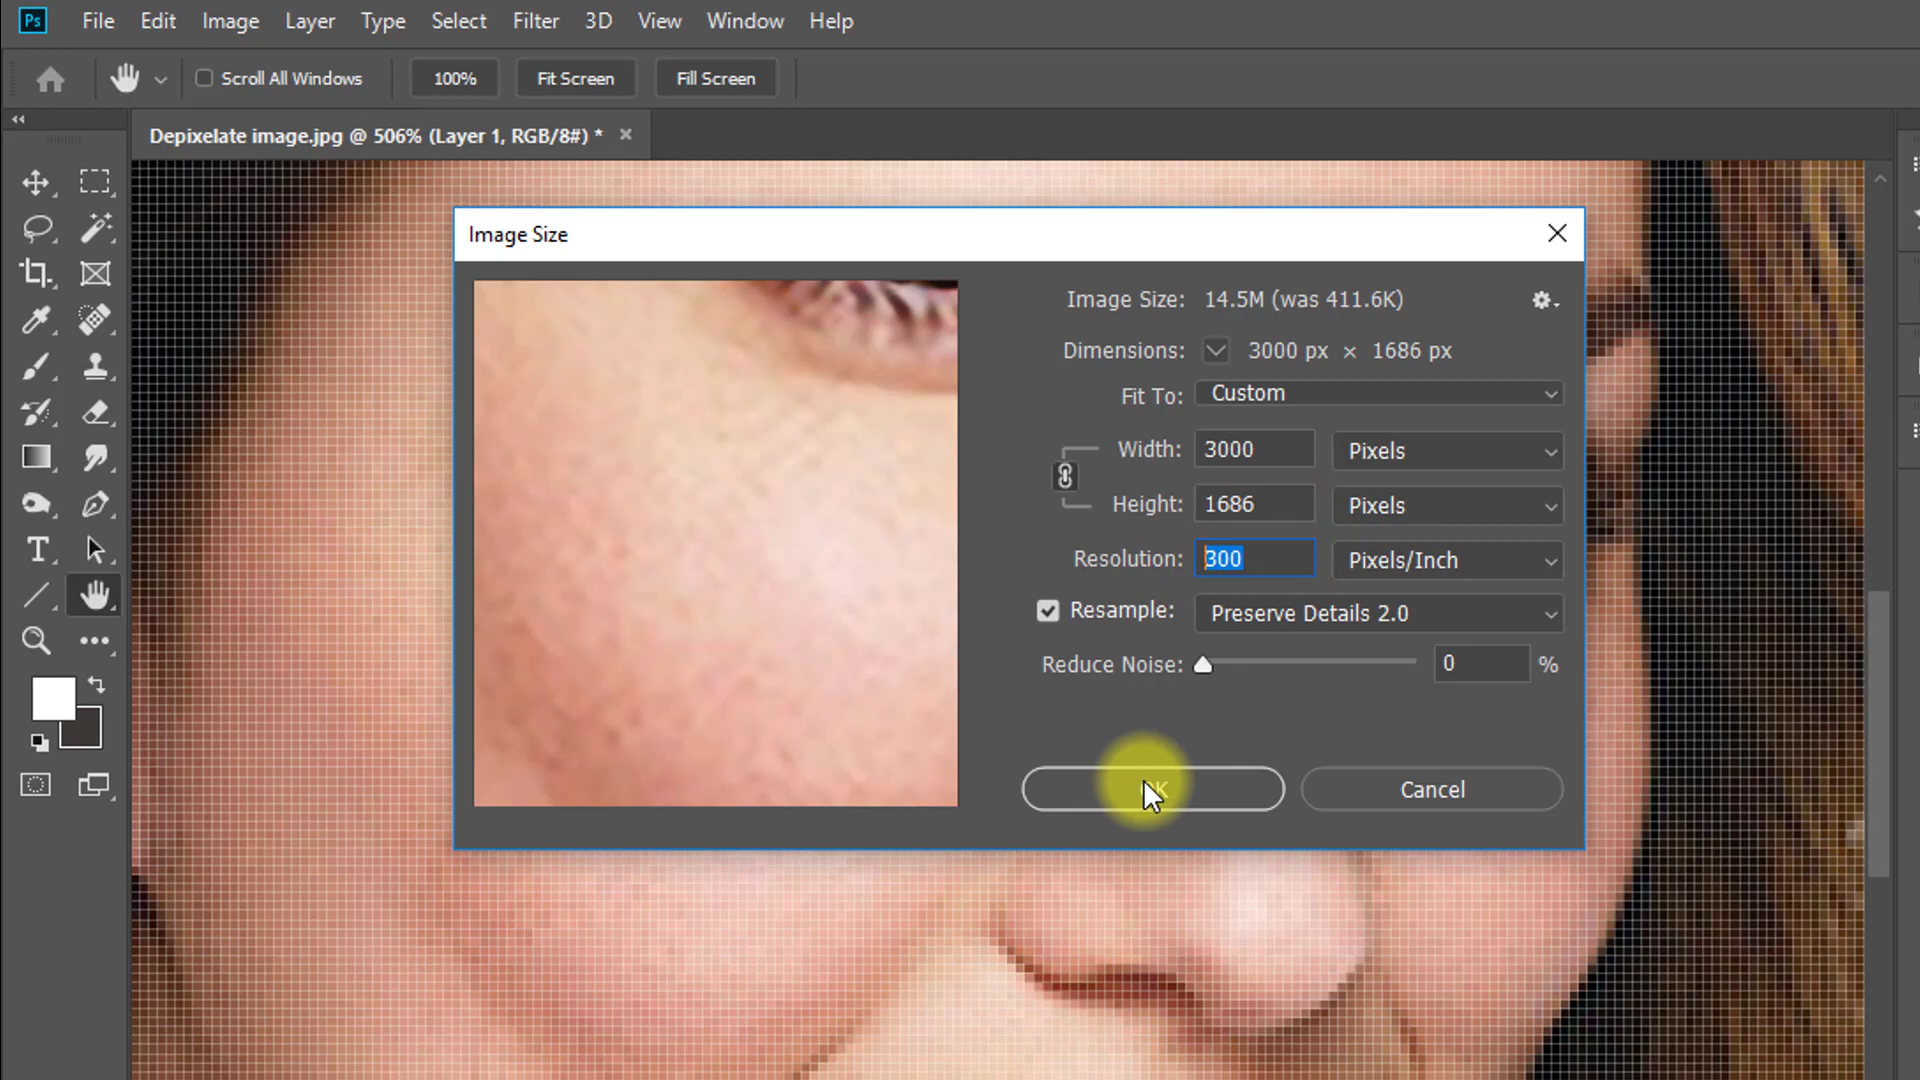 Ps File Edit Image Layer Type Select Filter 3D View Window Help
Scroll All Windows 100% Fit Screen Fill Screen
Depixelate image.jpg @ 506% (Layer 1, RGB/8#) * ×
Image Size
Image Size: 14.5M (was 411.6K)
Dimensions: 3000 px × 1686 px
Fit To: Custom
Width: 3000 Pixels
Height: 1686 Pixels
Resolution: 300 Pixels/Inch
Resample: Preserve Details 2.0
Reduce Noise: 0 %
OK Cancel